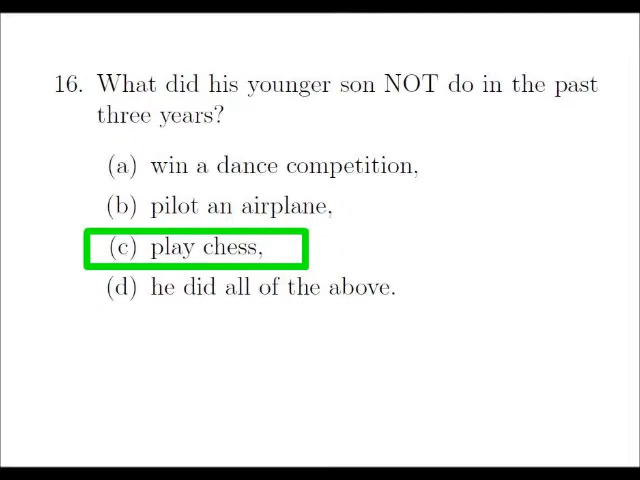 16. What did his younger son NOT do in the past
three years?
(a) win a dance competition,
(b) pilot an airplane,
(c) play chess,
(d) he did all of the above.